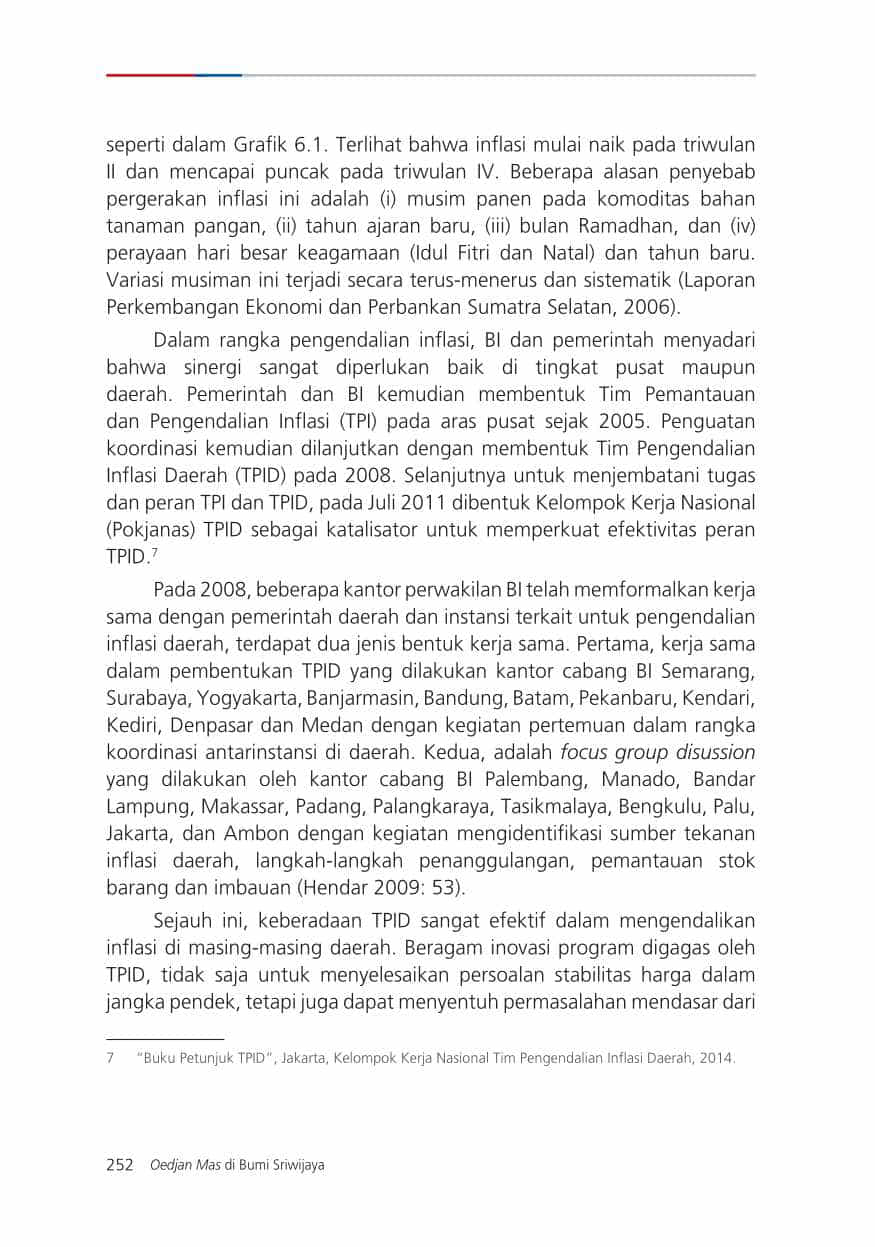 seperti dalam Grafik 6.1. Terlihat bahwa inflasi mulai naik pada triwulan
II dan mencapai puncak pada triwulan IV. Beberapa alasan penyebab
pergerakan inflasi ini adalah (i) musim panen pada komoditas bahan
tanaman pangan, (ii) tahun ajaran baru, (iii) bulan Ramadhan, dan (iv)
perayaan hari besar keagamaan (Idul Fitri dan Natal) dan tahun baru.
Variasi musiman ini terjadi secara terus-menerus dan sistematik (Laporan
Perkembangan Ekonomi dan Perbankan Sumatra Selatan, 2006).
Dalam rangka pengendalian inflasi, BI dan pemerintah menyadari
bahwa sinergi sangat diperlukan baik di tingkat pusat maupun
daerah. Pemerintah dan BI kemudian membentuk Tim Pemantauan
dan Pengendalian Inflasi (TPI) pada aras pusat sejak 2005. Penguatan
koordinasi kemudian dilanjutkan dengan membentuk Tim Pengendalian
Inflasi Daerah (TPID) pada 2008. Selanjutnya untuk menjembatani tugas
dan peran TPI dan TPID, pada Juli 2011 dibentuk Kelompok Kerja Nasional
(Pokjanas) TPID sebagai katalisator untuk memperkuat efektivitas peran
TPID.⁷
Pada 2008, beberapa kantor perwakilan BI telah memformalkan kerja
sama dengan pemerintah daerah dan instansi terkait untuk pengendalian
inflasi daerah, terdapat dua jenis bentuk kerja sama. Pertama, kerja sama
dalam pembentukan TPID yang dilakukan kantor cabang BI Semarang,
Surabaya, Yogyakarta, Banjarmasin, Bandung, Batam, Pekanbaru, Kendari,
Kediri, Denpasar dan Medan dengan kegiatan pertemuan dalam rangka
koordinasi antarinstansi di daerah. Kedua, adalah focus group disussion
yang dilakukan oleh kantor cabang BI Palembang, Manado, Bandar
Lampung, Makassar, Padang, Palangkaraya, Tasikmalaya, Bengkulu, Palu,
Jakarta, dan Ambon dengan kegiatan mengidentifikasi sumber tekanan
inflasi daerah, langkah-langkah penanggulangan, pemantauan stok
barang dan imbauan (Hendar 2009: 53).
Sejauh ini, keberadaan TPID sangat efektif dalam mengendalikan
inflasi di masing-masing daerah. Beragam inovasi program digagas oleh
TPID, tidak saja untuk menyelesaikan persoalan stabilitas harga dalam
jangka pendek, tetapi juga dapat menyentuh permasalahan mendasar dari
7 “Buku Petunjuk TPID”, Jakarta, Kelompok Kerja Nasional Tim Pengendalian Inflasi Daerah, 2014.
252 Oedjan Mas di Bumi Sriwijaya